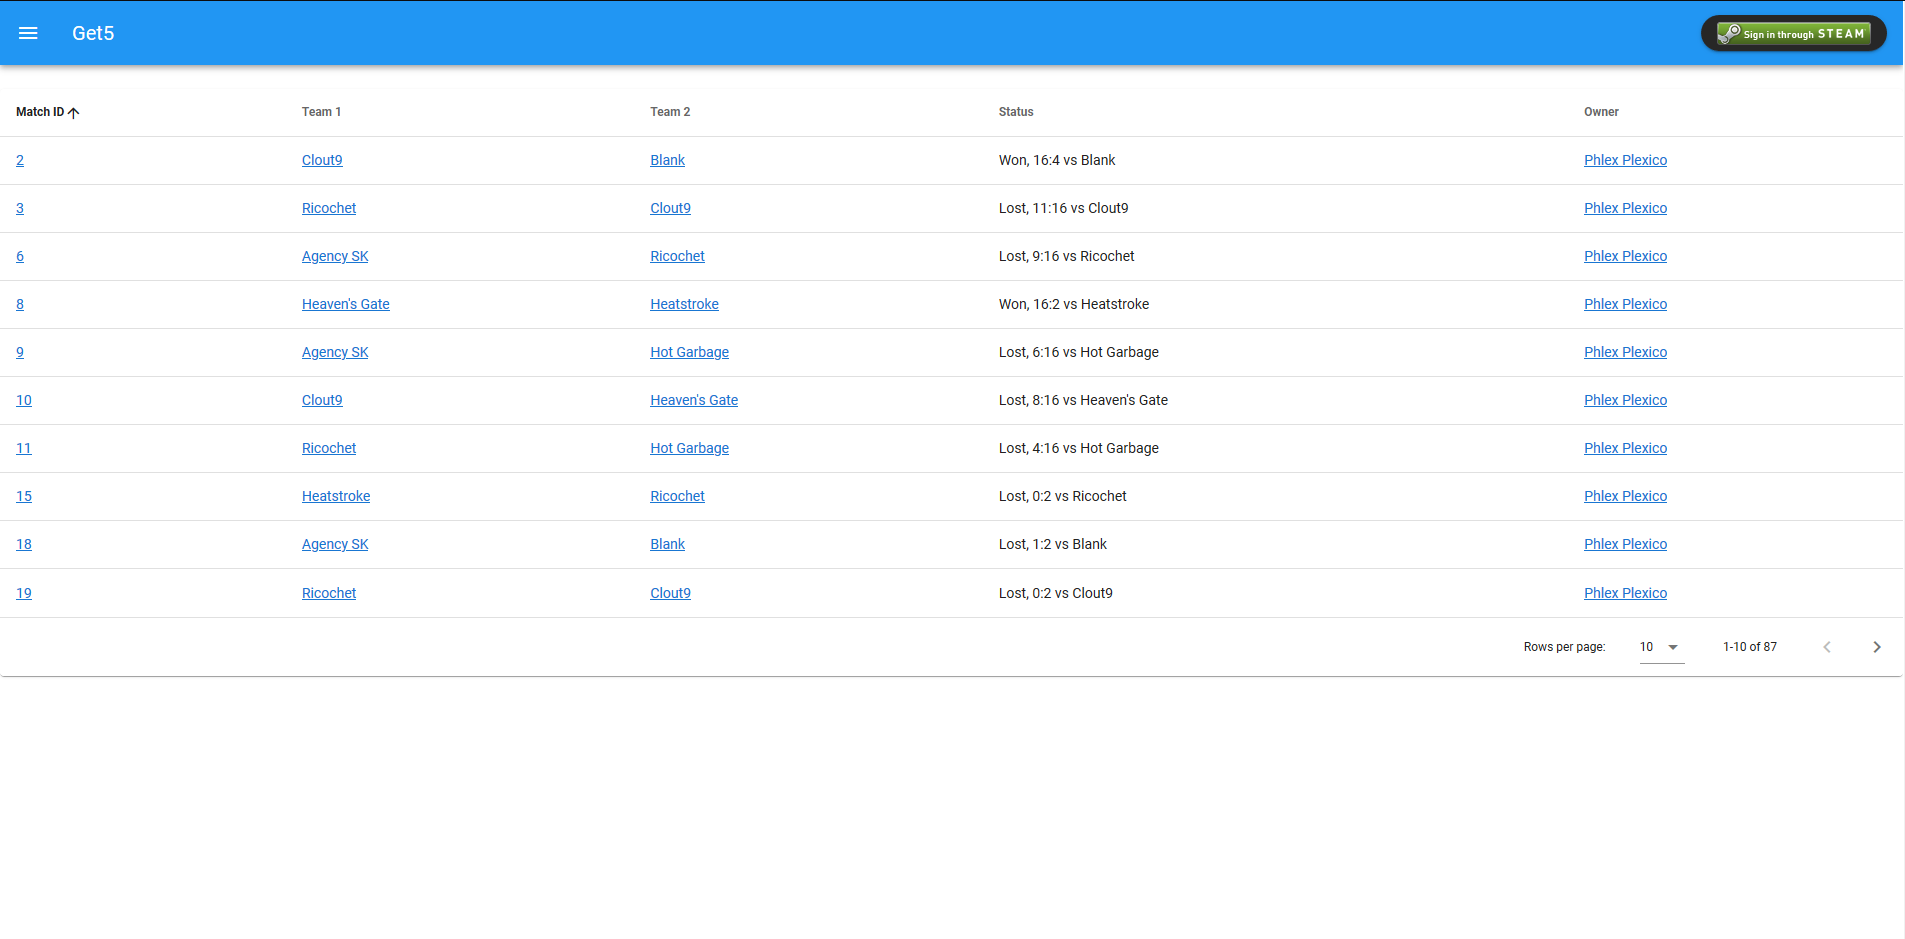 Get5 Sign in through STEAM
Match ID Team 1 Team 2 Status Owner
2 Clout9 Blank Won, 16:4 vs Blank Phlex Plexico
3 Ricochet Clout9 Lost, 11:16 vs Clout9 Phlex Plexico
6 Agency SK Ricochet Lost, 9:16 vs Ricochet Phlex Plexico
8 Heaven's Gate Heatstroke Won, 16:2 vs Heatstroke Phlex Plexico
9 Agency SK Hot Garbage Lost, 6:16 vs Hot Garbage Phlex Plexico
10 Clout9 Heaven's Gate Lost, 8:16 vs Heaven's Gate Phlex Plexico
11 Ricochet Hot Garbage Lost, 4:16 vs Hot Garbage Phlex Plexico
15 Heatstroke Ricochet Lost, 0:2 vs Ricochet Phlex Plexico
18 Agency SK Blank Lost, 1:2 vs Blank Phlex Plexico
19 Ricochet Clout9 Lost, 0:2 vs Clout9 Phlex Plexico
Rows per page: 10 1-10 of 87